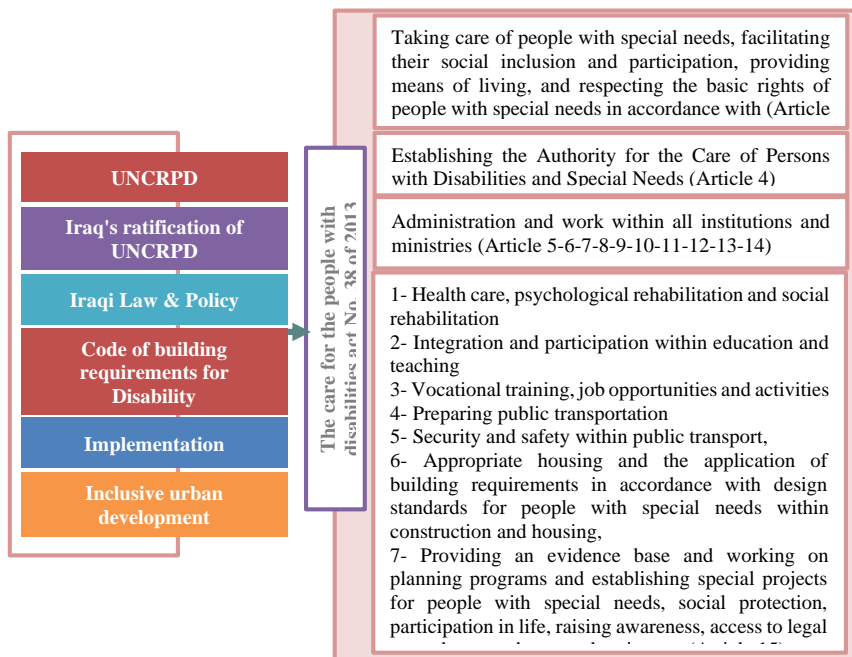 UNCRPD
Iraq's ratification of
UNCRPD
Iraqi Law & Policy
Code of building
requirements for
Disability
Implementation
Inclusive urban
development
The care for the people with
disabilities act No. 38 of 2013
Taking care of people with special needs, facilitating
their social inclusion and participation, providing
means of living, and respecting the basic rights of
people with special needs in accordance with (Article
Establishing the Authority for the Care of Persons
with Disabilities and Special Needs (Article 4)
Administration and work within all institutions and
ministries (Article 5-6-7-8-9-10-11-12-13-14)
1- Health care, psychological rehabilitation and social
rehabilitation
2- Integration and participation within education and
teaching
3- Vocational training, job opportunities and activities
4- Preparing public transportation
5- Security and safety within public transport,
6- Appropriate housing and the application of
building requirements in accordance with design
standards for people with special needs within
construction and housing,
7- Providing an evidence base and working on
planning programs and establishing special projects
for people with special needs, social protection,
participation in life, raising awareness, access to legal